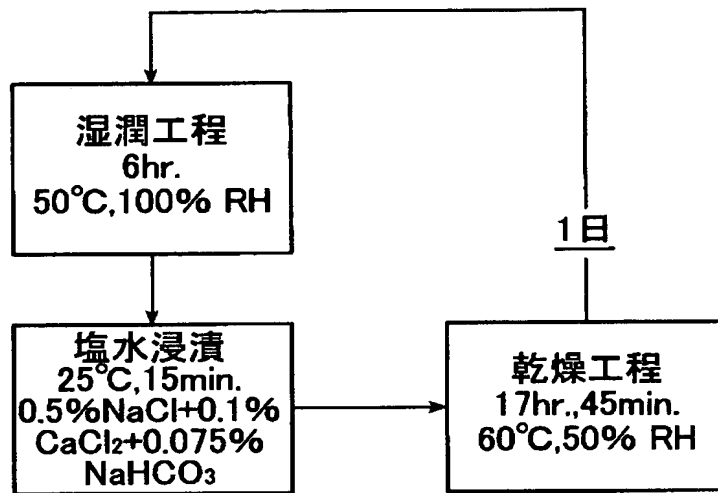 湿潤工程
6hr.
50°C,100% RH
1日
塩水浸漬
25°C,15min.
0.5%NaCl+0.1%
CaCl₂+0.075%
NaHCO₃
乾燥工程
17hr.,45min.
60°C,50% RH